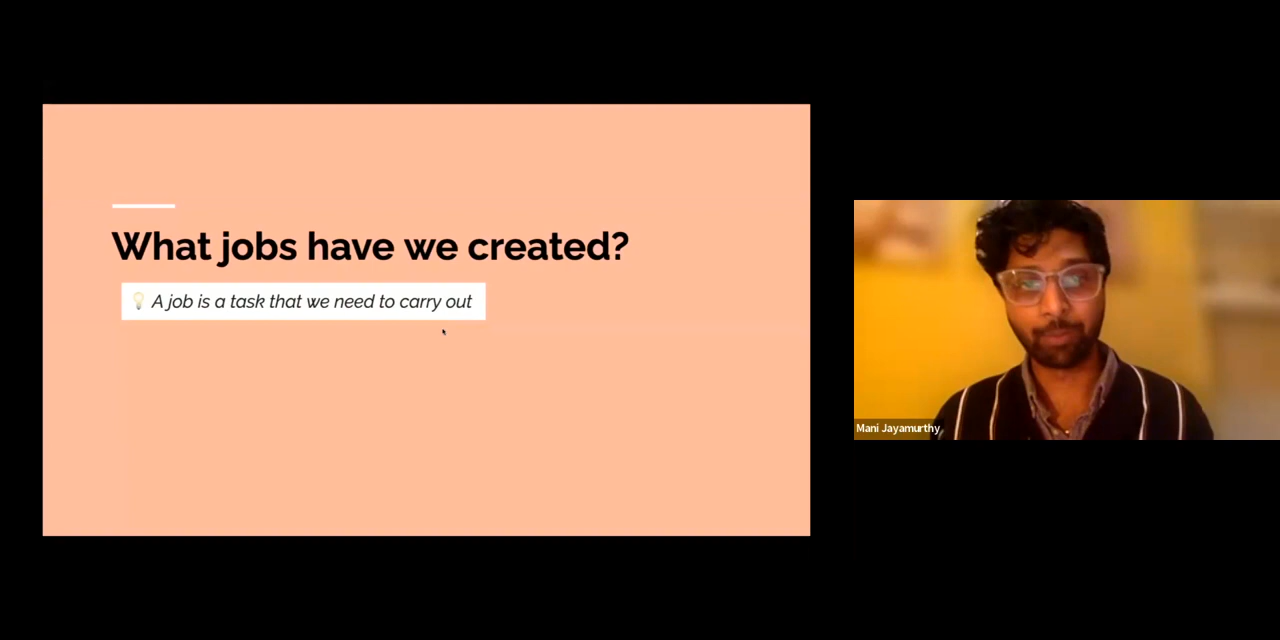 What jobs have we created?
💡 A job is a task that we need to carry out
Mani Jayamurthy